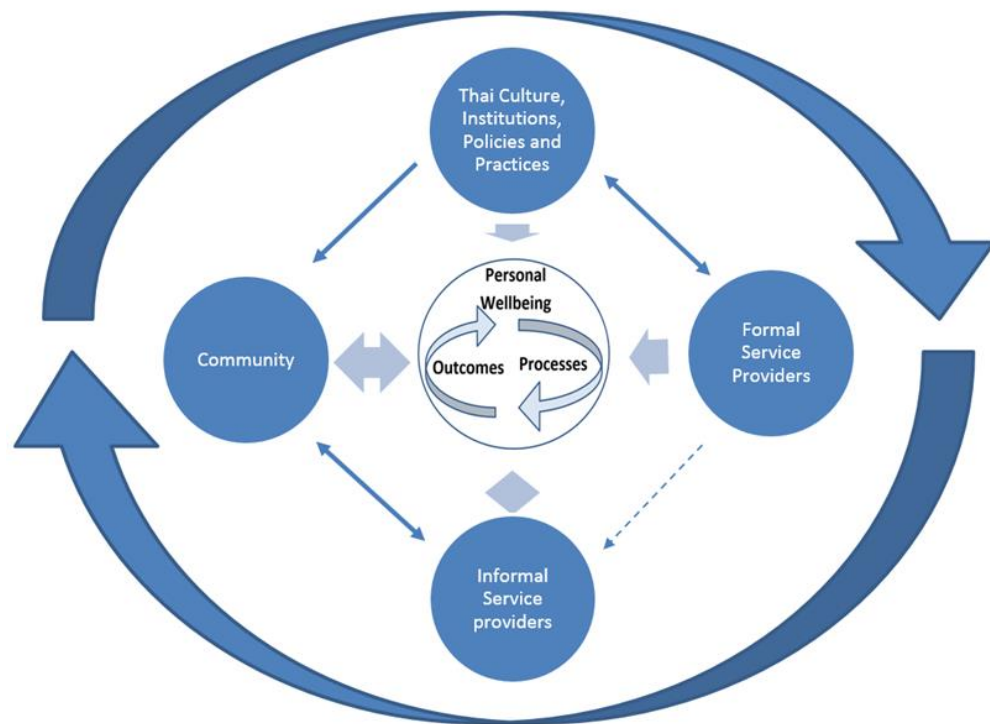 Thai Culture,
Institutions,
Policies and
Practices
Personal
Wellbeing
Outcomes
Processes
Community
Formal
Service
Providers
Informal
Service
providers